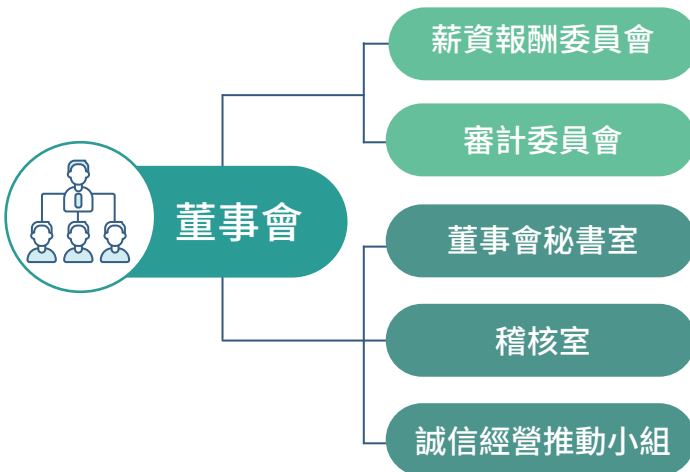 薪資報酬委員會
審計委員會
董事會
董事會秘書室
稽核室
誠信經營推動小組